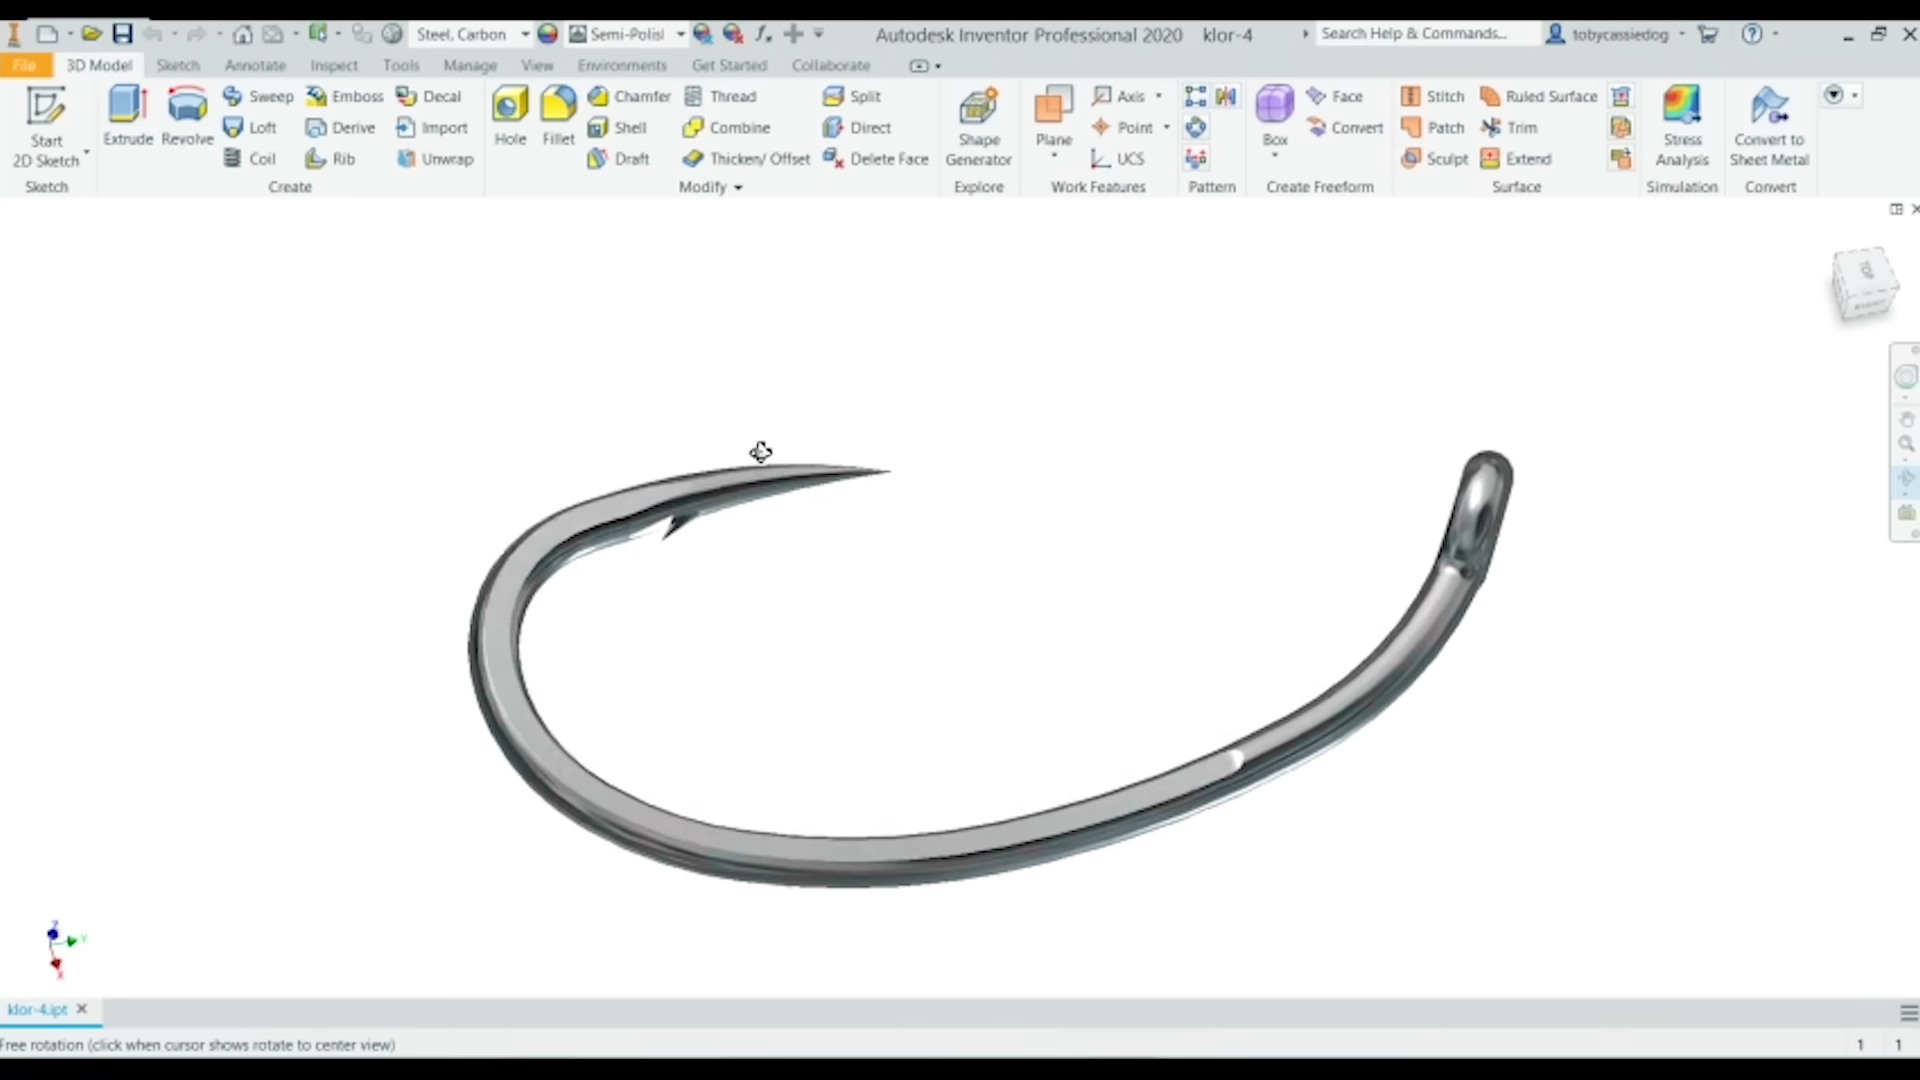 Steel, Carbon Semi-Polisl Autodesk Inventor Professional 2020 klor-4 Search Help & Commands... tobycassiedog
File 3D Model Sketch Annotate Inspect Tools Manage View Environments Get Started Collaborate
Start 2D Sketch
Extrude Revolve
Sweep Emboss Decal
Loft Derive Import
Coil Rib Unwrap
Hole Fillet
Chamfer Thread Split
Shell Combine Direct
Draft Thicken/ Offset Delete Face
Shape Generator
Plane
Axis
Point
UCS
Box
Face
Convert
Stitch Ruled Surface
Patch Trim
Sculpt Extend
Stress Analysis
Convert to Sheet Metal
Sketch Create Modify Explore Work Features Pattern Create Freeform Surface Simulation Convert
TOP
Z
Y
X
klor-4.ipt
Free rotation (click when cursor shows rotate to center view) 1 1